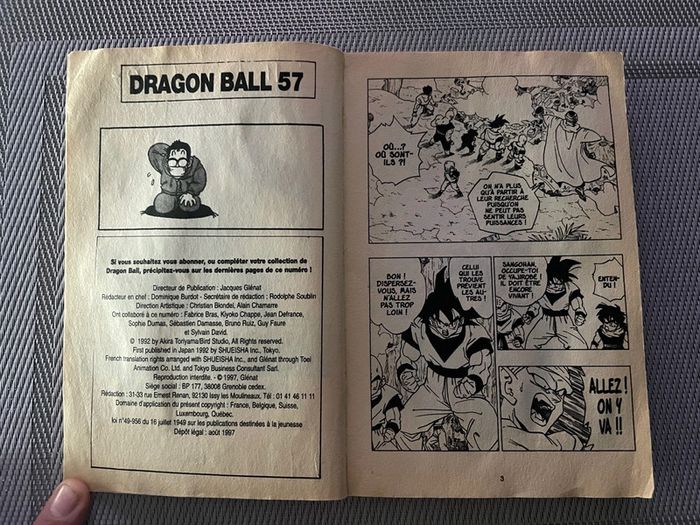 DRAGON BALL 57
Si vous souhaitez vous abonner, ou compléter votre collection de
Dragon Ball, précipitez-vous sur les dernières pages de ce numéro !
Directeur de Publication : Jacques Glénat
Rédacteur en chef : Dominique Burdot - Secrétaire de rédaction : Rodolphe Soublin
Direction Artistique : Christian Blondel, Alain Chamarre
Ont collaboré à ce numéro : Fabrice Bras, Kiyoko Chappe, Jean Defrance,
Sophie Dumas, Sébastien Damasse, Bruno Ruiz, Guy Faure
et Sylvain David.
© 1992 by Akira Toriyama/Bird Studio, All Rights reserved.
First published in Japan 1992 by SHUEISHA Inc., Tokyo.
French translation rights arranged with SHUEISHA Inc., and Glénat through Toei
Animation Co. Ltd. and Tokyo Business Consultant Sarl.
Reproduction interdite. - © 1997, Glénat
Siège social : BP 177, 38008 Grenoble cedex.
Rédaction : 31-33 rue Ernest Renan, 92130 Issy les Moulineaux. Tél : 01 41 46 11 11
Domaine d'application du présent copyright : France, Belgique, Suisse,
Luxembourg, Québec.
loi n°49-956 du 16 juillet 1949 sur les publications destinées à la jeunesse
Dépôt légal : août 1997
OÙ...?
OÙ SONT-
ILS ?!
ON N'A PLUS
QU'À PARTIR À
LEUR RECHERCHE
PUISQU'ON
NE PEUT PAS
SENTIR LEURS
PUISSANCES !
BON !
DISPERSEZ-
VOUS, MAIS
N'ALLEZ
PAS TROP
LOIN !
CELUI
QUI LES
TROUVE
PRÉVIENT
LES AU-
TRES !
SANGOHAN,
OCCUPE-TOI
DE YAJIROBÉ !
IL DOIT ÊTRE
ENCORE
VIVANT !
ENTEN-
DU !
ALLEZ !
ON Y
VA !!
3